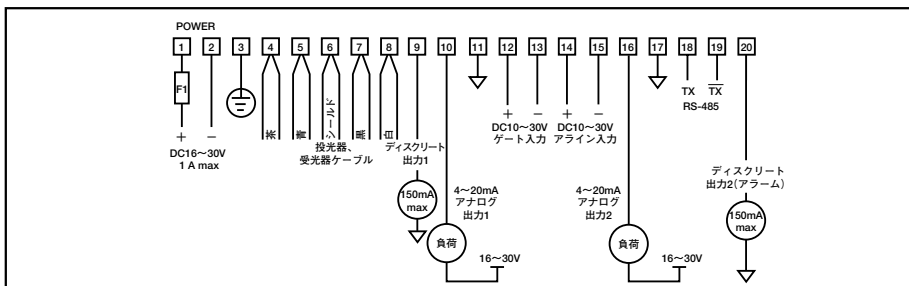 POWER
1 2 3 4 5 6 7 8 9 10 11 12 13 14 15 16 17 18 19 20
F1
茶
青
シールド
黒
白
+ −
DC16〜30V
1 A max
投光器、
受光器ケーブル
ディスクリート
出力1
150mA
max
4〜20mA
アナログ
出力1
負荷
16〜30V
+ −
DC10〜30V
ゲート入力
+ −
DC10〜30V
アライン入力
4〜20mA
アナログ
出力2
負荷
16〜30V
TX TX
RS-485
ディスクリート
出力2(アラーム)
150mA
max